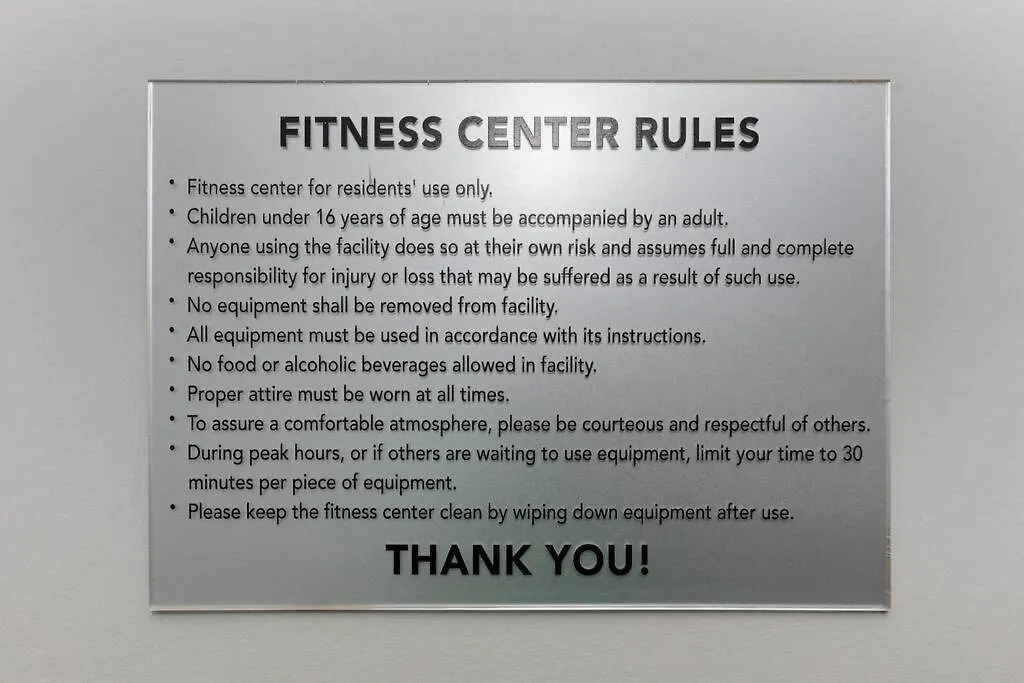 FITNESS CENTER RULES
• Fitness center for residents' use only.
• Children under 16 years of age must be accompanied by an adult.
• Anyone using the facility does so at their own risk and assumes full and complete
responsibility for injury or loss that may be suffered as a result of such use.
• No equipment shall be removed from facility.
• All equipment must be used in accordance with its instructions.
• No food or alcoholic beverages allowed in facility.
• Proper attire must be worn at all times.
• To assure a comfortable atmosphere, please be courteous and respectful of others.
• During peak hours, or if others are waiting to use equipment, limit your time to 30
minutes per piece of equipment.
• Please keep the fitness center clean by wiping down equipment after use.
THANK YOU!